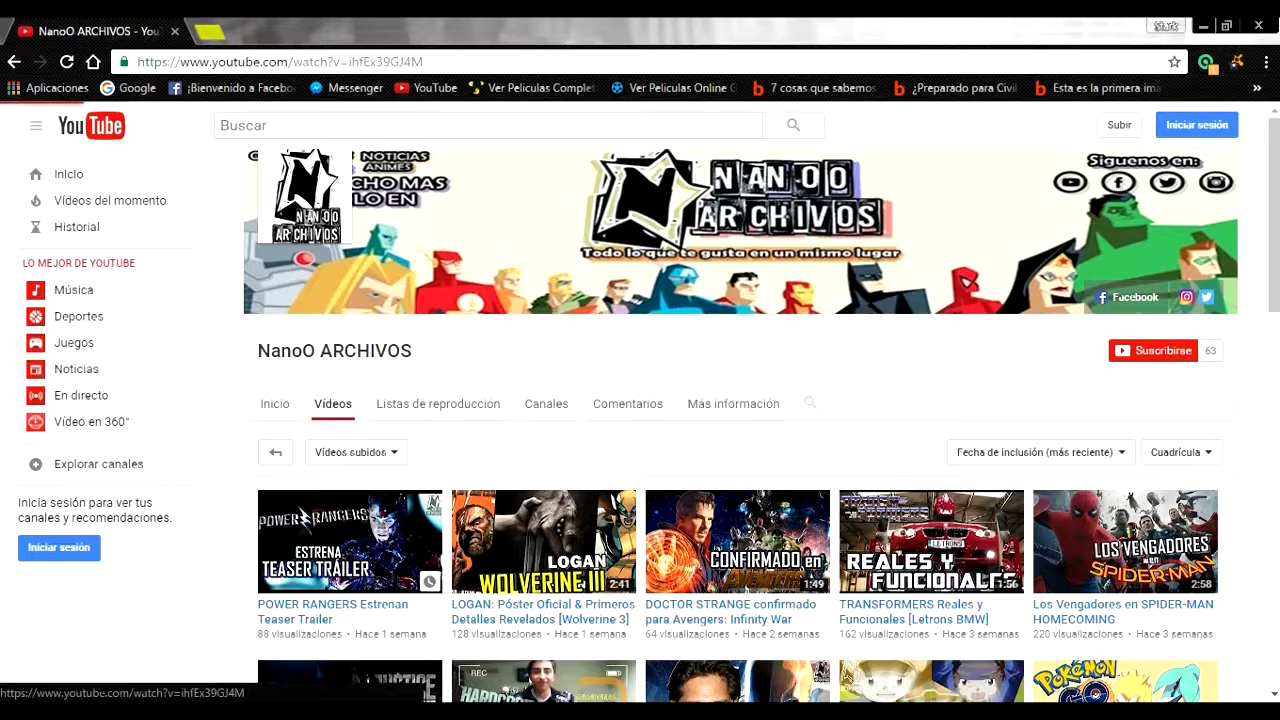 NanoO ARCHIVOS - You
Stark
https://www.youtube.com/watch?v=ihfEx39GJ4M
Aplicaciones
Google
¡Bienvenido a Facebo
Messenger
YouTube
Ver Peliculas Complet
Ver Peliculas Online G
7 cosas que sabemos
¿Preparado para Civil
Esta es la primera ima
»
YouTube
Buscar
Subir
Iniciar sesión
Inicio
Vídeos del momento
Historial
LO MEJOR DE YOUTUBE
Música
Deportes
Juegos
Noticias
En directo
Vídeo en 360°
Explorar canales
Inicia sesión para ver tus
canales y recomendaciones.
Iniciar sesión
N
NANOO
ARCHIVOS
NOTICIAS
ANIMES
CHO MAS
LO EN
N
NANOO
ARCHIVOS
Todo lo que te gusta en un mismo lugar
Siguenos en:
Facebook
NanoO ARCHIVOS
Suscribirse
63
Inicio
Vídeos
Listas de reproducción
Canales
Comentarios
Más información
Vídeos subidos
Fecha de inclusión (más reciente)
Cuadrícula
POWER RANGERS
ESTRENA
TEASER TRAILER
POWER RANGERS Estrenan
Teaser Trailer
88 visualizaciones • Hace 1 semana
LOGAN
WOLVERINE III
2:41
LOGAN: Póster Oficial & Primeros
Detalles Revelados [Wolverine 3]
128 visualizaciones • Hace 1 semana
CONFIRMADO en
1:49
DOCTOR STRANGE confirmado
para Avengers: Infinity War
64 visualizaciones • Hace 2 semanas
LETRONS
REALES Y
FUNCIONALES
1:56
TRANSFORMERS Reales y
Funcionales [Letrons BMW]
162 visualizaciones • Hace 3 semanas
LOS VENGADORES
en
SPIDER-MAN
2:58
Los Vengadores en SPIDER-MAN
HOMECOMING
220 visualizaciones • Hace 3 semanas
JUSTICE
REC
HARDCO
POKÉMON
GO
https://www.youtube.com/watch?v=ihfEx39GJ4M